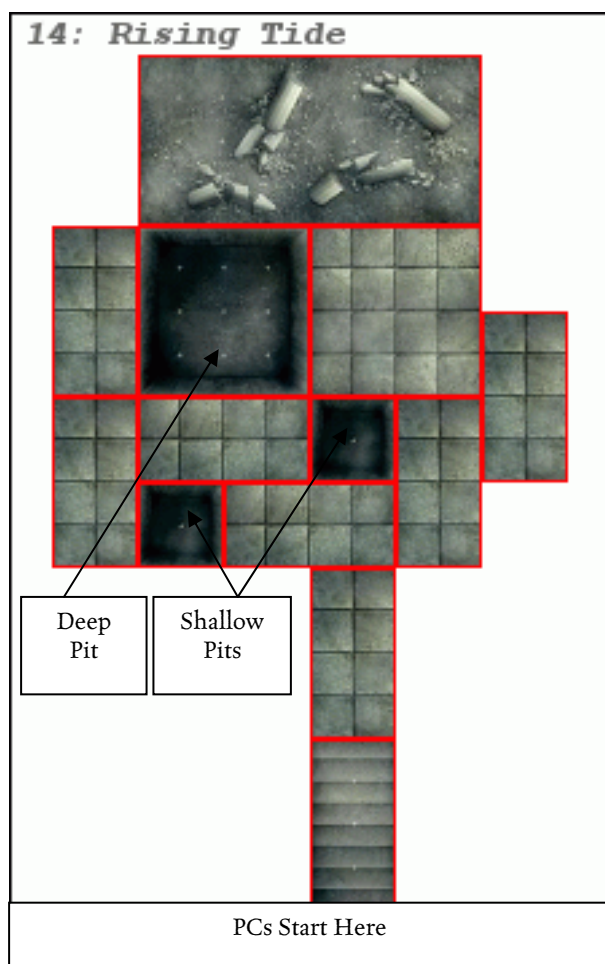 14: Rising Tide
Deep
Pit
Shallow
Pits
PCs Start Here